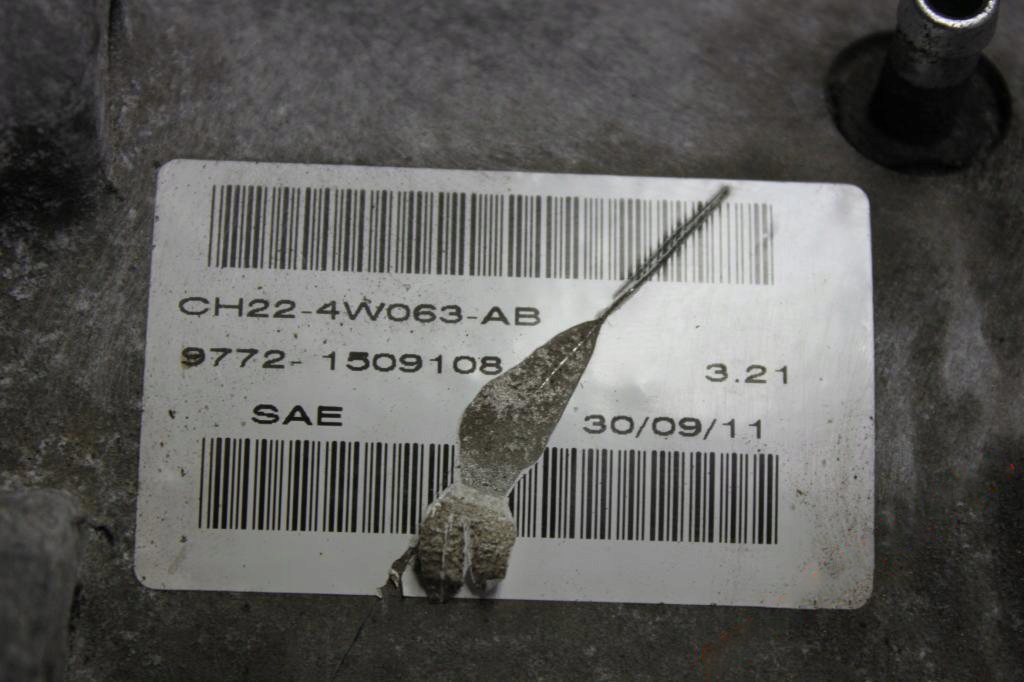 CH22-4W063-AB
9772- 1509108 3.21
SAE 30/09/11